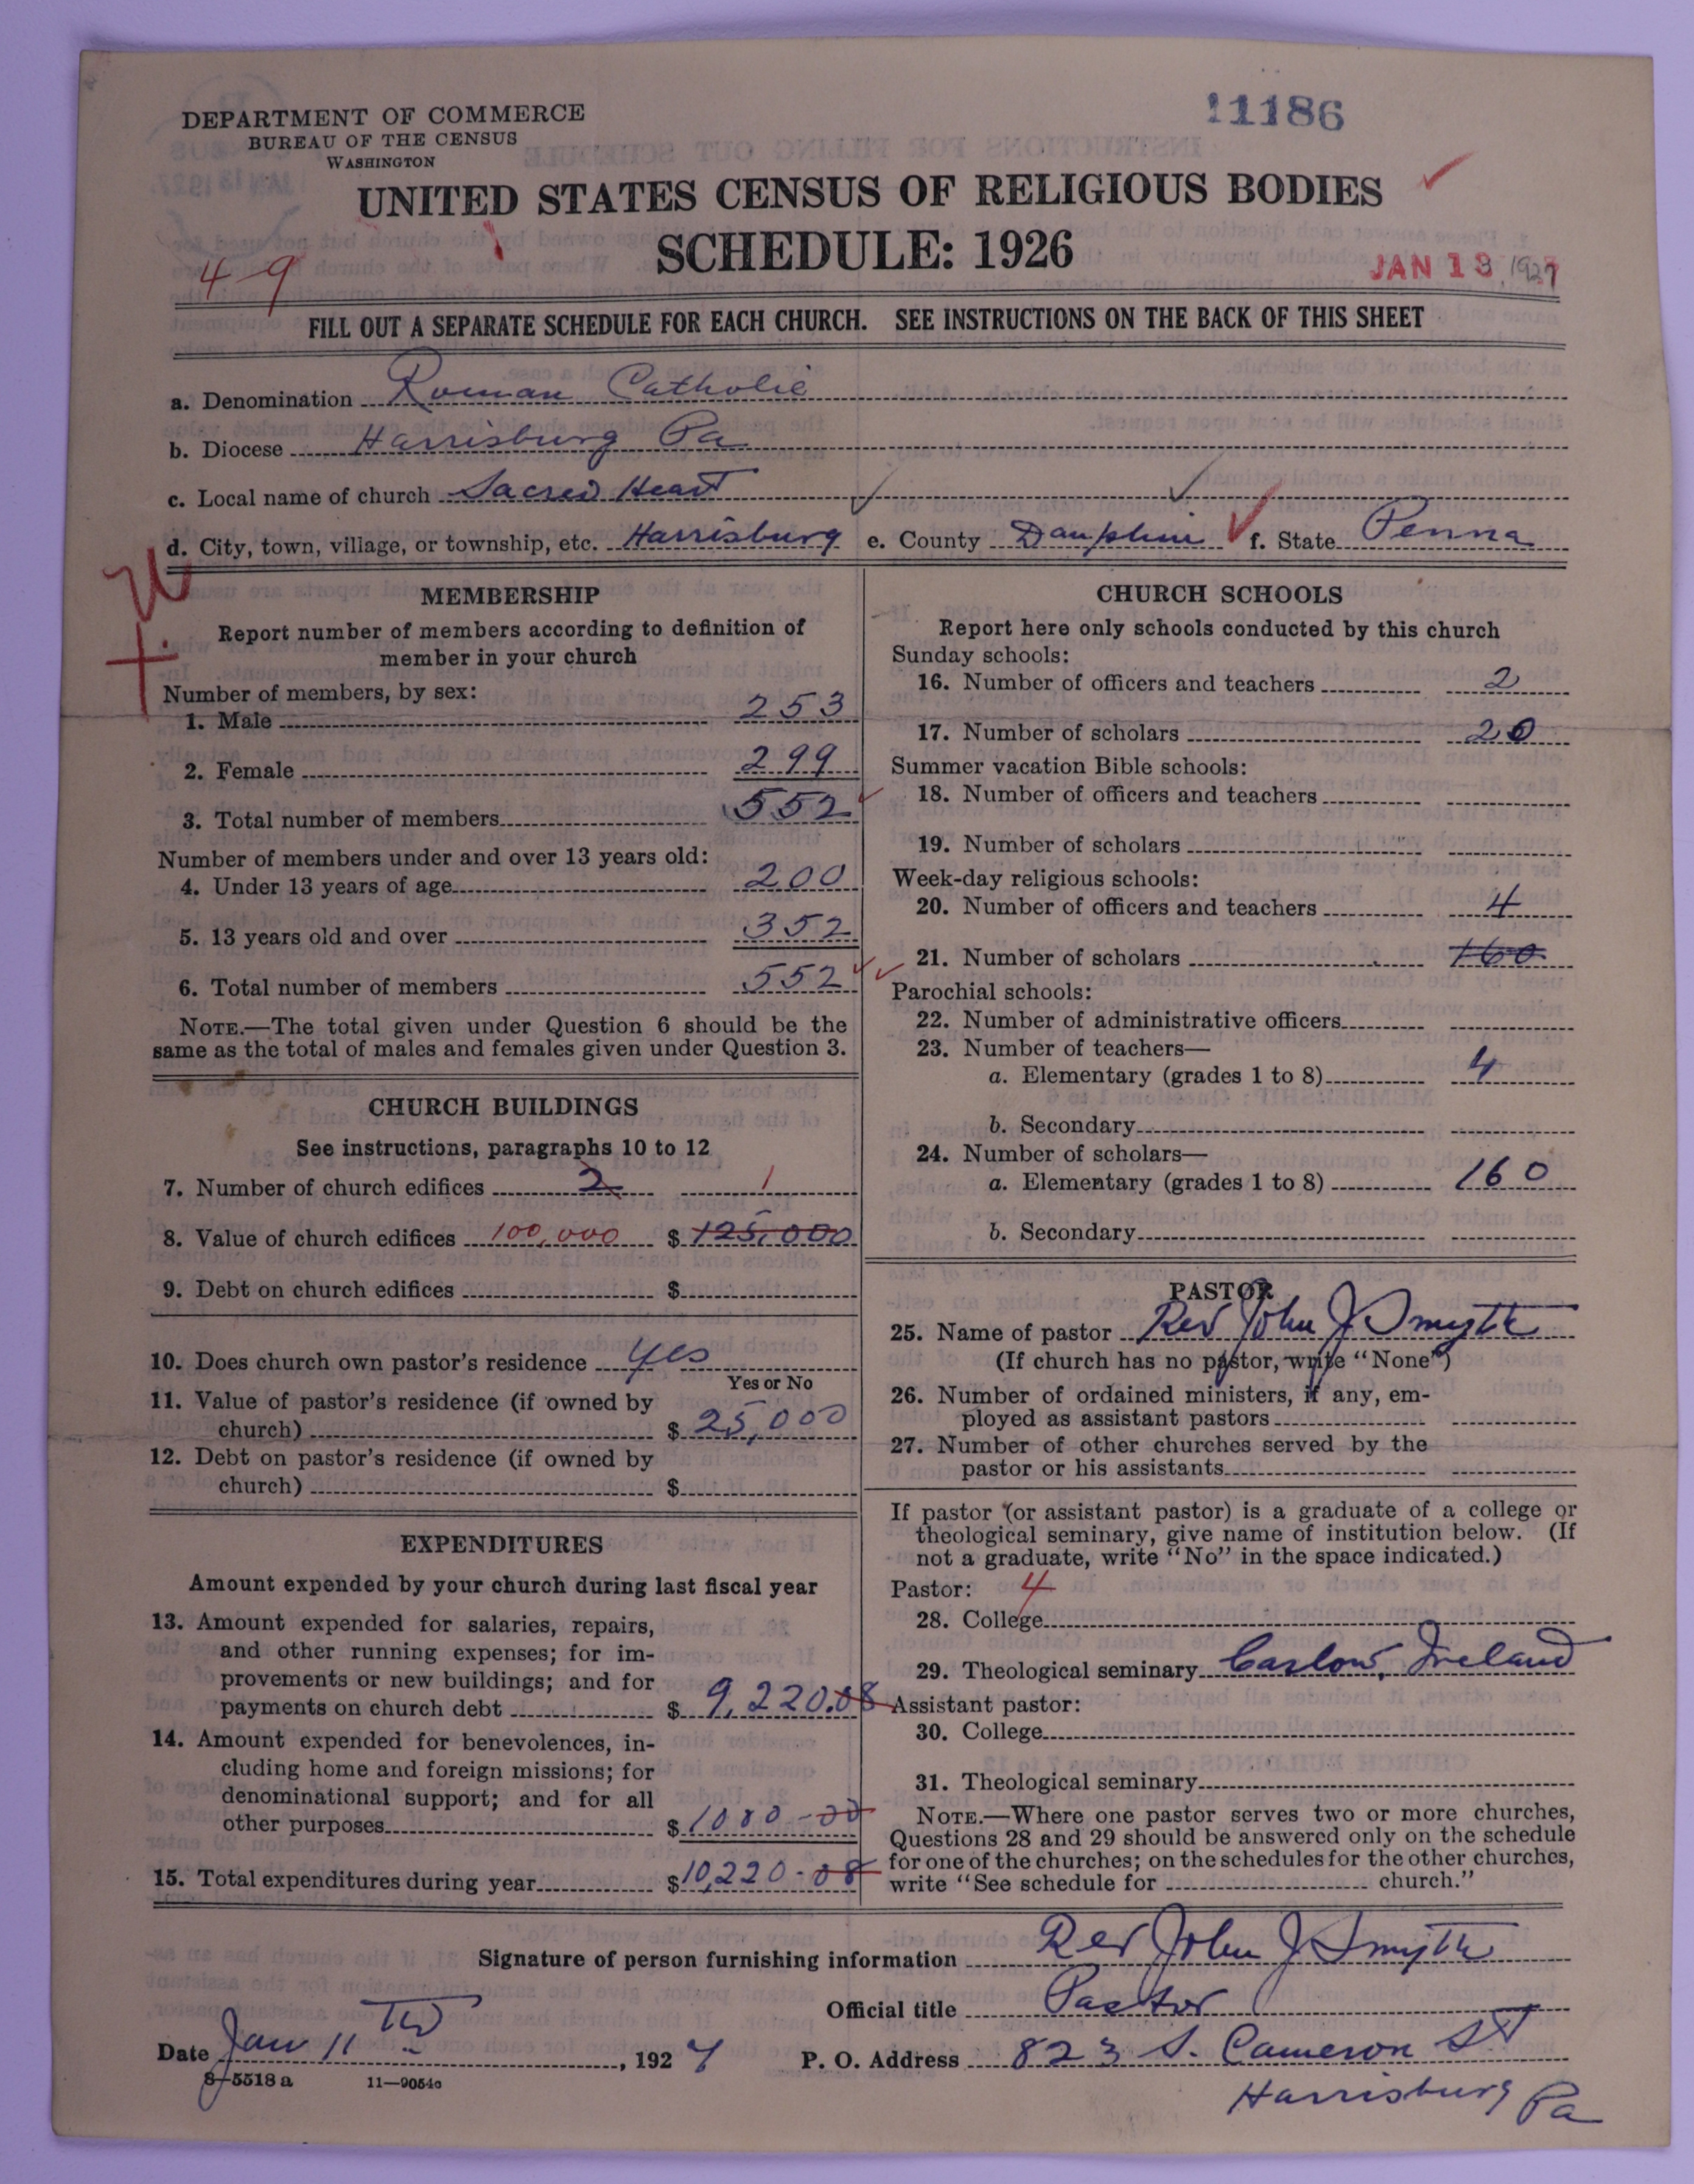 DEPARTMENT OF COMMERCE
BUREAU OF THE CENSUS
WASHINGTON
11186
UNITED STATES CENSUS OF RELIGIOUS BODIES
SCHEDULE: 1926
4-9
JAN 13 1927
FILL OUT A SEPARATE SCHEDULE FOR EACH CHURCH. SEE INSTRUCTIONS ON THE BACK OF THIS SHEET
a. Denomination Roman Catholic
b. Diocese Harrisburg Pa
c. Local name of church Sacred Heart
d. City, town, village, or township, etc. Harrisburg e. County Dauphin f. State Penna
MEMBERSHIP
Report number of members according to definition of
member in your church
Number of members, by sex:
1. Male 253
2. Female 299
3. Total number of members 552
Number of members under and over 13 years old:
4. Under 13 years of age 200
5. 13 years old and over 352
6. Total number of members 552
NOTE.—The total given under Question 6 should be the
same as the total of males and females given under Question 3.
CHURCH BUILDINGS
See instructions, paragraphs 10 to 12
7. Number of church edifices 2 1
8. Value of church edifices 100,000 $ 125,000
9. Debt on church edifices $
10. Does church own pastor's residence yes
Yes or No
11. Value of pastor's residence (if owned by
church) $ 25,000
12. Debt on pastor's residence (if owned by
church) $
EXPENDITURES
Amount expended by your church during last fiscal year
13. Amount expended for salaries, repairs,
and other running expenses; for im-
provements or new buildings; and for
payments on church debt $ 9,220.08
14. Amount expended for benevolences, in-
cluding home and foreign missions; for
denominational support; and for all
other purposes $ 1000-00
15. Total expenditures during year $ 10,220-08
CHURCH SCHOOLS
Report here only schools conducted by this church
Sunday schools:
16. Number of officers and teachers 2
17. Number of scholars 20
Summer vacation Bible schools:
18. Number of officers and teachers
19. Number of scholars
Week-day religious schools:
20. Number of officers and teachers 4
21. Number of scholars 160
Parochial schools:
22. Number of administrative officers
23. Number of teachers—
a. Elementary (grades 1 to 8) 4
b. Secondary
24. Number of scholars—
a. Elementary (grades 1 to 8) 160
b. Secondary
PASTOR
25. Name of pastor Rev John J Smyth
(If church has no pastor, write "None")
26. Number of ordained ministers, if any, em-
ployed as assistant pastors
27. Number of other churches served by the
pastor or his assistants
If pastor (or assistant pastor) is a graduate of a college or
theological seminary, give name of institution below. (If
not a graduate, write "No" in the space indicated.)
Pastor: 4
28. College
29. Theological seminary Carlow, Ireland
Assistant pastor:
30. College
31. Theological seminary
NOTE.—Where one pastor serves two or more churches,
Questions 28 and 29 should be answered only on the schedule
for one of the churches; on the schedules for the other churches,
write "See schedule for church."
Signature of person furnishing information Rev John J Smyth
Official title Pastor
Date Jan 11 th, 1927 P. O. Address 823 S. Cameron St
Harrisburg Pa
8-5518 a 11—9054c